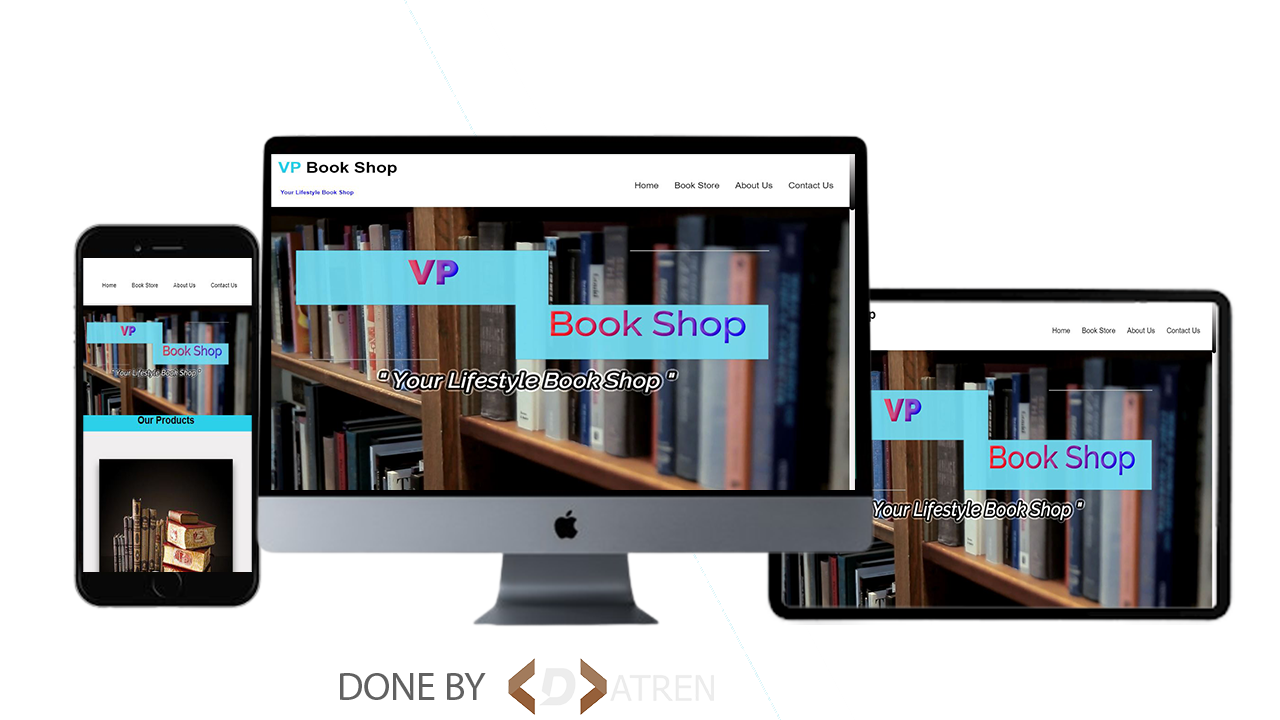 VP Book Shop
Your Lifestyle Book Shop
Home Book Store About Us Contact Us
VP
Book Shop
" Your Lifestyle Book Shop "
Home Book Store About Us Contact Us
VP
Book Shop
" Your Lifestyle Book Shop "
Our Products
p
Home Book Store About Us Contact Us
VP
Book Shop
Your Lifestyle Book Shop "
DONE BY <D> ATREN